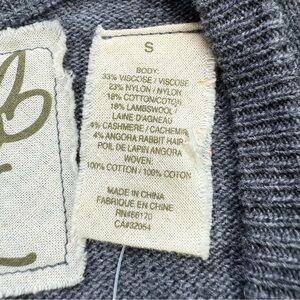 B
S
BODY
33% VISCOSE / VISCOSE
23% NYLON / NYLON
18% COTTON/COTON
18% LAMBSWOOL /
LAINE D'AGNEAU
4% CASHMERE / CACHEMIR
4% ANGORA RABBIT HAIR /
POIL DE LAPIN ANGORA
WOVEN:
100% COTTON / 100% COTON
MADE IN CHINA
FABRIQUE EN CHINE
RN#66170
CA#32054